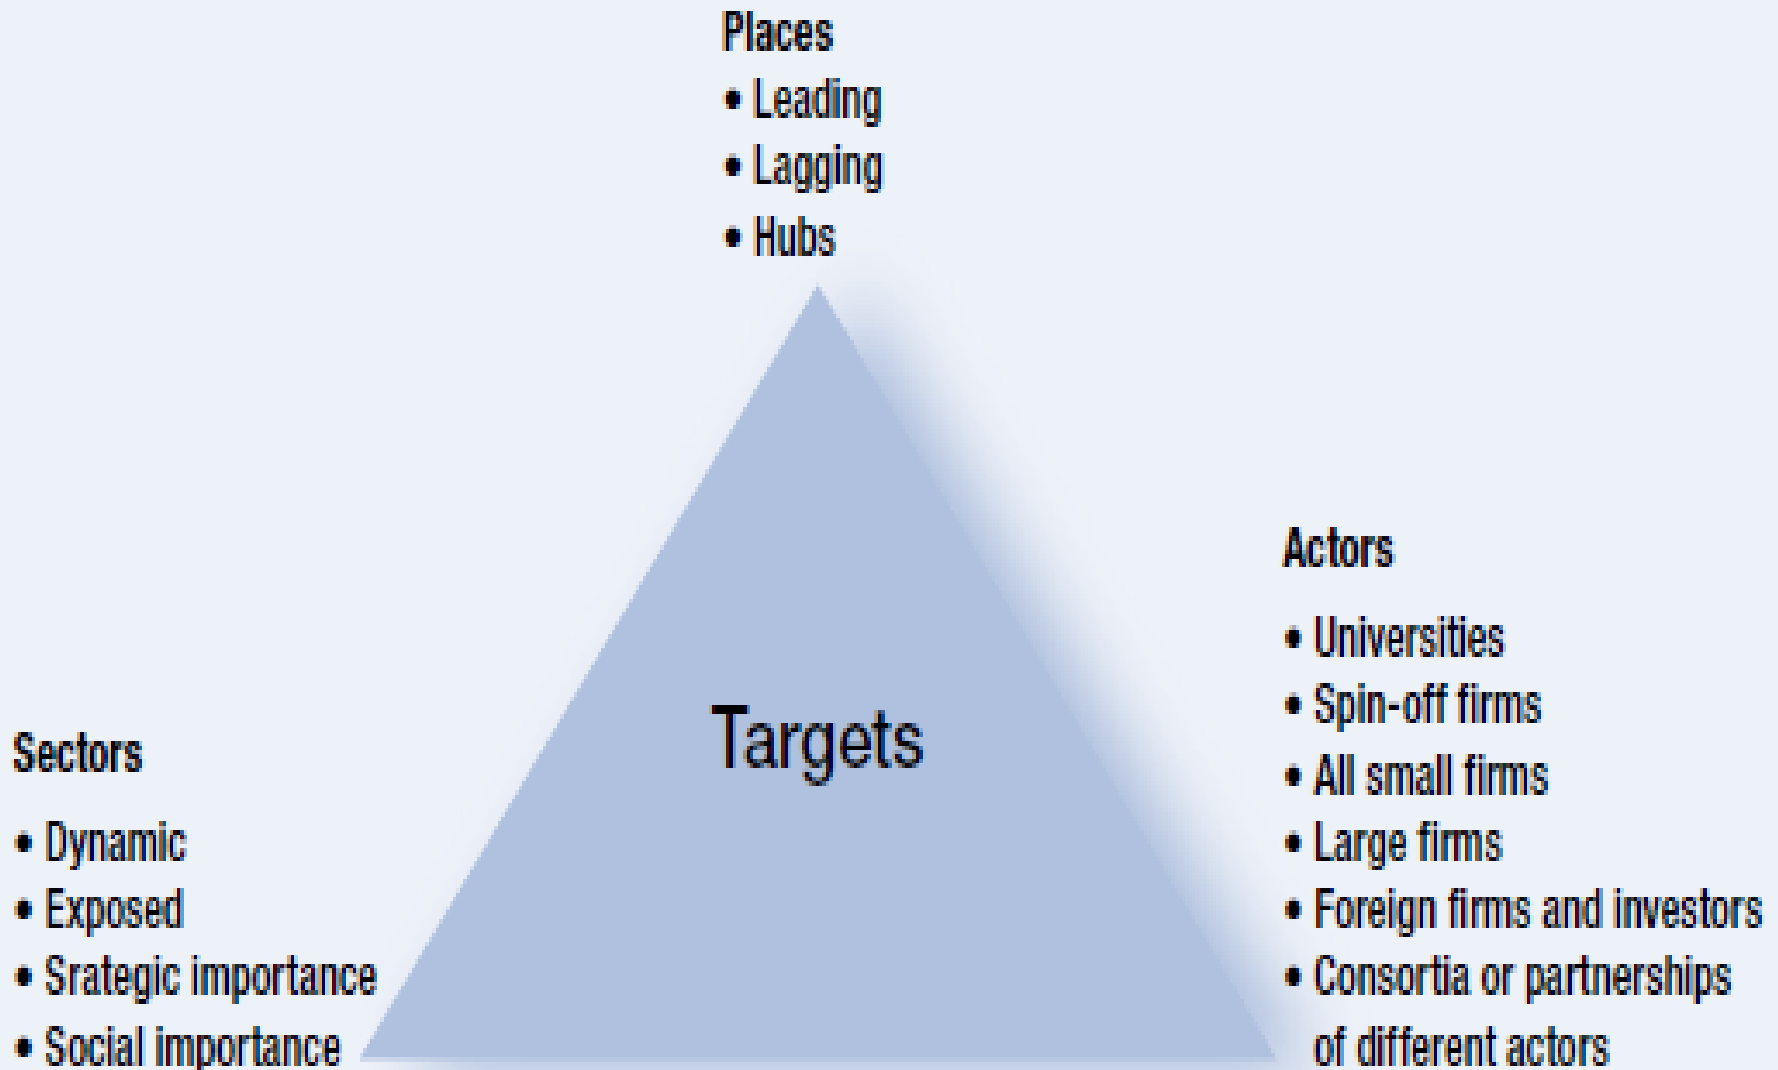 Places
• Leading
• Lagging
• Hubs
Targets
Sectors
• Dynamic
• Exposed
• Srategic importance
• Social importance
Actors
• Universities
• Spin-off firms
• All small firms
• Large firms
• Foreign firms and investors
• Consortia or partnerships
of different actors